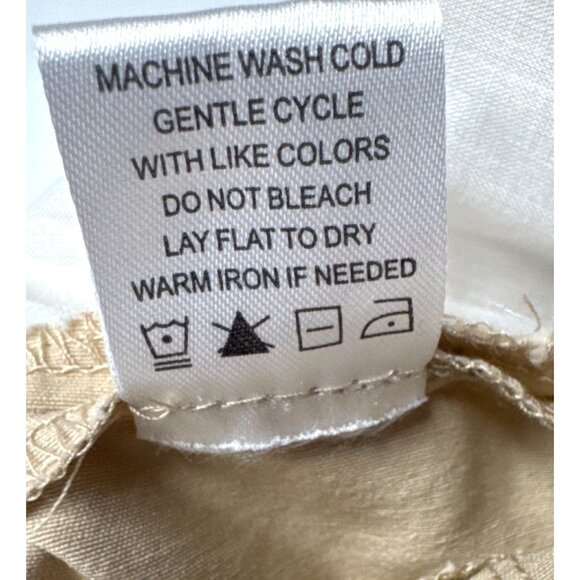 MACHINE WASH COLD
GENTLE CYCLE
WITH LIKE COLORS
DO NOT BLEACH
LAY FLAT TO DRY
WARM IRON IF NEEDED